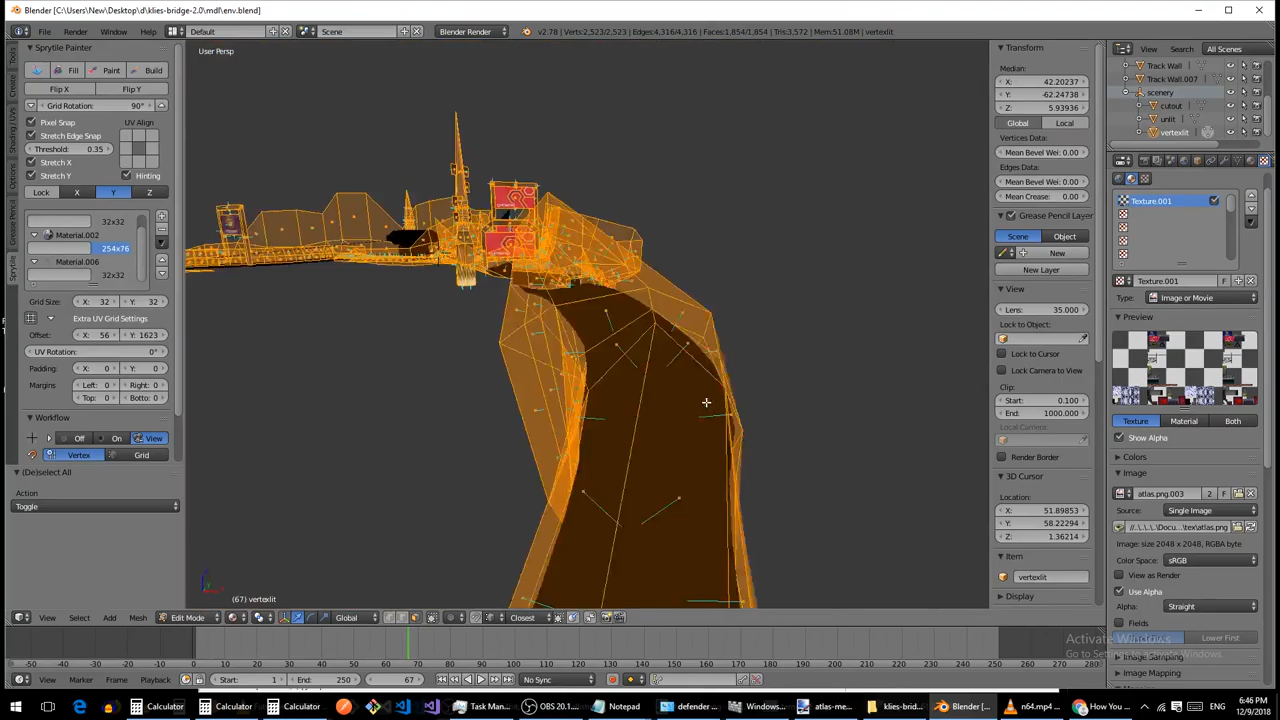 Blender [C:\Users\New\Desktop\d\klies-bridge-2.0\mdl\env.blend]
File Render Window Help Default Scene Blender Render v2.78 | Verts:2,523/2,523 | Edges:4,316/4,316 | Faces:1,854/1,854 | Tris:3,572 | Mem:51.08M | vertexlit View Search All Scenes
Sprytile Painter
Fill Paint Build
Flip X Flip Y
Grid Rotation: 90°
Pixel Snap UV Align
Stretch Edge Snap
Threshold: 0.35
Stretch X
Stretch Y Hinting
Lock X Y Z
32x32
Material.002
254x76
Material.006
32x32
Grid Size: X: 32 Y: 32
Extra UV Grid Settings
Offset: X: 56 Y: 1623
UV Rotation: 0°
Padding: X: 0 Y: 0
Margins Left: 0 Right: 0
Top: 0 Botto: 0
Workflow
Off On View
Vertex Grid
(De)select All
Action
Toggle
Tools
Create
Shading / UVs
Options
Grease Pencil
Sprytile
User Persp
(67) vertexlit
Transform
Median:
X: 42.20237
Y: -62.24738
Z: 5.93936
Global Local
Vertices Data:
Mean Bevel Wei: 0.00
Edges Data:
Mean Bevel Wei: 0.00
Mean Crease: 0.00
Grease Pencil Layer
Scene Object
New
New Layer
View
Lens: 35.000
Lock to Object:
Lock to Cursor
Lock Camera to View
Clip:
Start: 0.100
End: 1000.000
Local Camera:
Render Border
3D Cursor
Location:
X: 51.89853
Y: 58.22294
Z: 1.36214
Item
vertexlit
Display
Track Wall
Track Wall.007
scenery
cutout
unlit
vertexlit
Texture.001
Texture.001 F
Type: Image or Movie
Preview
Texture Material Both
Show Alpha
Colors
Image
atlas.png.003 2 F
Source: Single Image
//..\..\..\Docu...\tex\atlas.png
Image: size 2048 x 2048, RGBA byte
Color Space: sRGB
View as Render
Use Alpha
Alpha: Straight
Fields
Lower First
Image Sampling
Image Mapping
Activate Windows
Go to Settings to activate Windows.
View Select Add Mesh Edit Mode Global Closest
-50 -40 -30 -20 -10 0 10 20 30 40 50 60 70 80 90 100 110 120 130 140 150 160 170 180 190 200 210 220 230 240 250 260 270 280
View Marker Frame Playback Start: 1 End: 250 67 No Sync
Calculator Calculator Task Man... OBS 20.1... Notepad defender ... Windows... atlas-me... klies-brid... Blender [... n64.mp4 ... How You ... 6:46 PM
12/9/2018